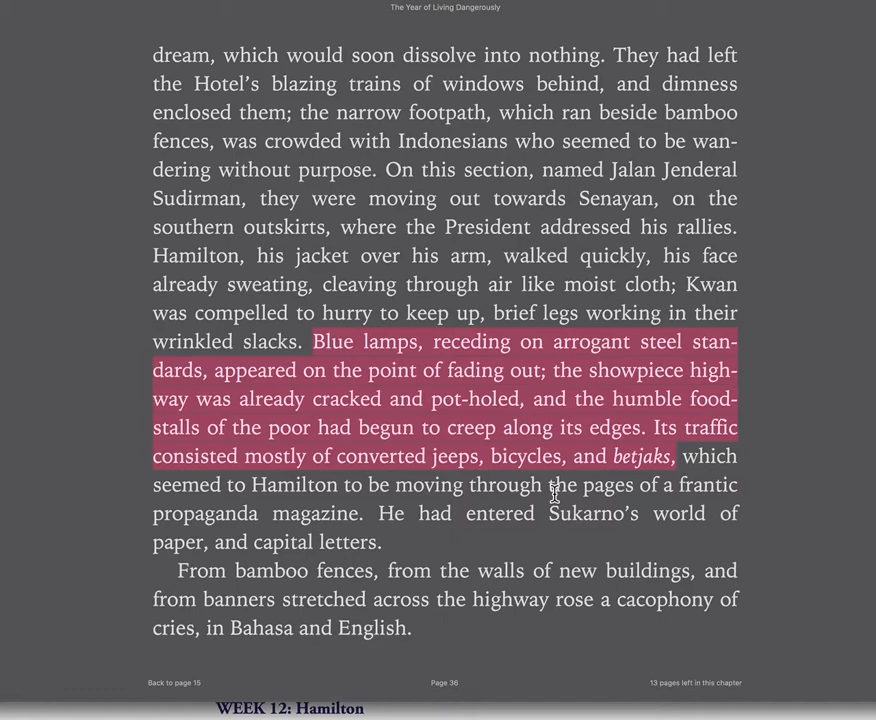 The Year of Living Dangerously
dream, which would soon dissolve into nothing. They had left
the Hotel's blazing trains of windows behind, and dimness
enclosed them; the narrow footpath, which ran beside bamboo
fences, was crowded with Indonesians who seemed to be wan-
dering without purpose. On this section, named Jalan Jenderal
Sudirman, they were moving out towards Senayan, on the
southern outskirts, where the President addressed his rallies.
Hamilton, his jacket over his arm, walked quickly, his face
already sweating, cleaving through air like moist cloth; Kwan
was compelled to hurry to keep up, brief legs working in their
wrinkled slacks. Blue lamps, receding on arrogant steel stan-
dards, appeared on the point of fading out; the showpiece high-
way was already cracked and pot-holed, and the humble food-
stalls of the poor had begun to creep along its edges. Its traffic
consisted mostly of converted jeeps, bicycles, and betjaks, which
seemed to Hamilton to be moving through the pages of a frantic
propaganda magazine. He had entered Sukarno's world of
paper, and capital letters.
From bamboo fences, from the walls of new buildings, and
from banners stretched across the highway rose a cacophony of
cries, in Bahasa and English.
Back to page 15
Page 36
13 pages left in this chapter
WEEK 12: Hamilton